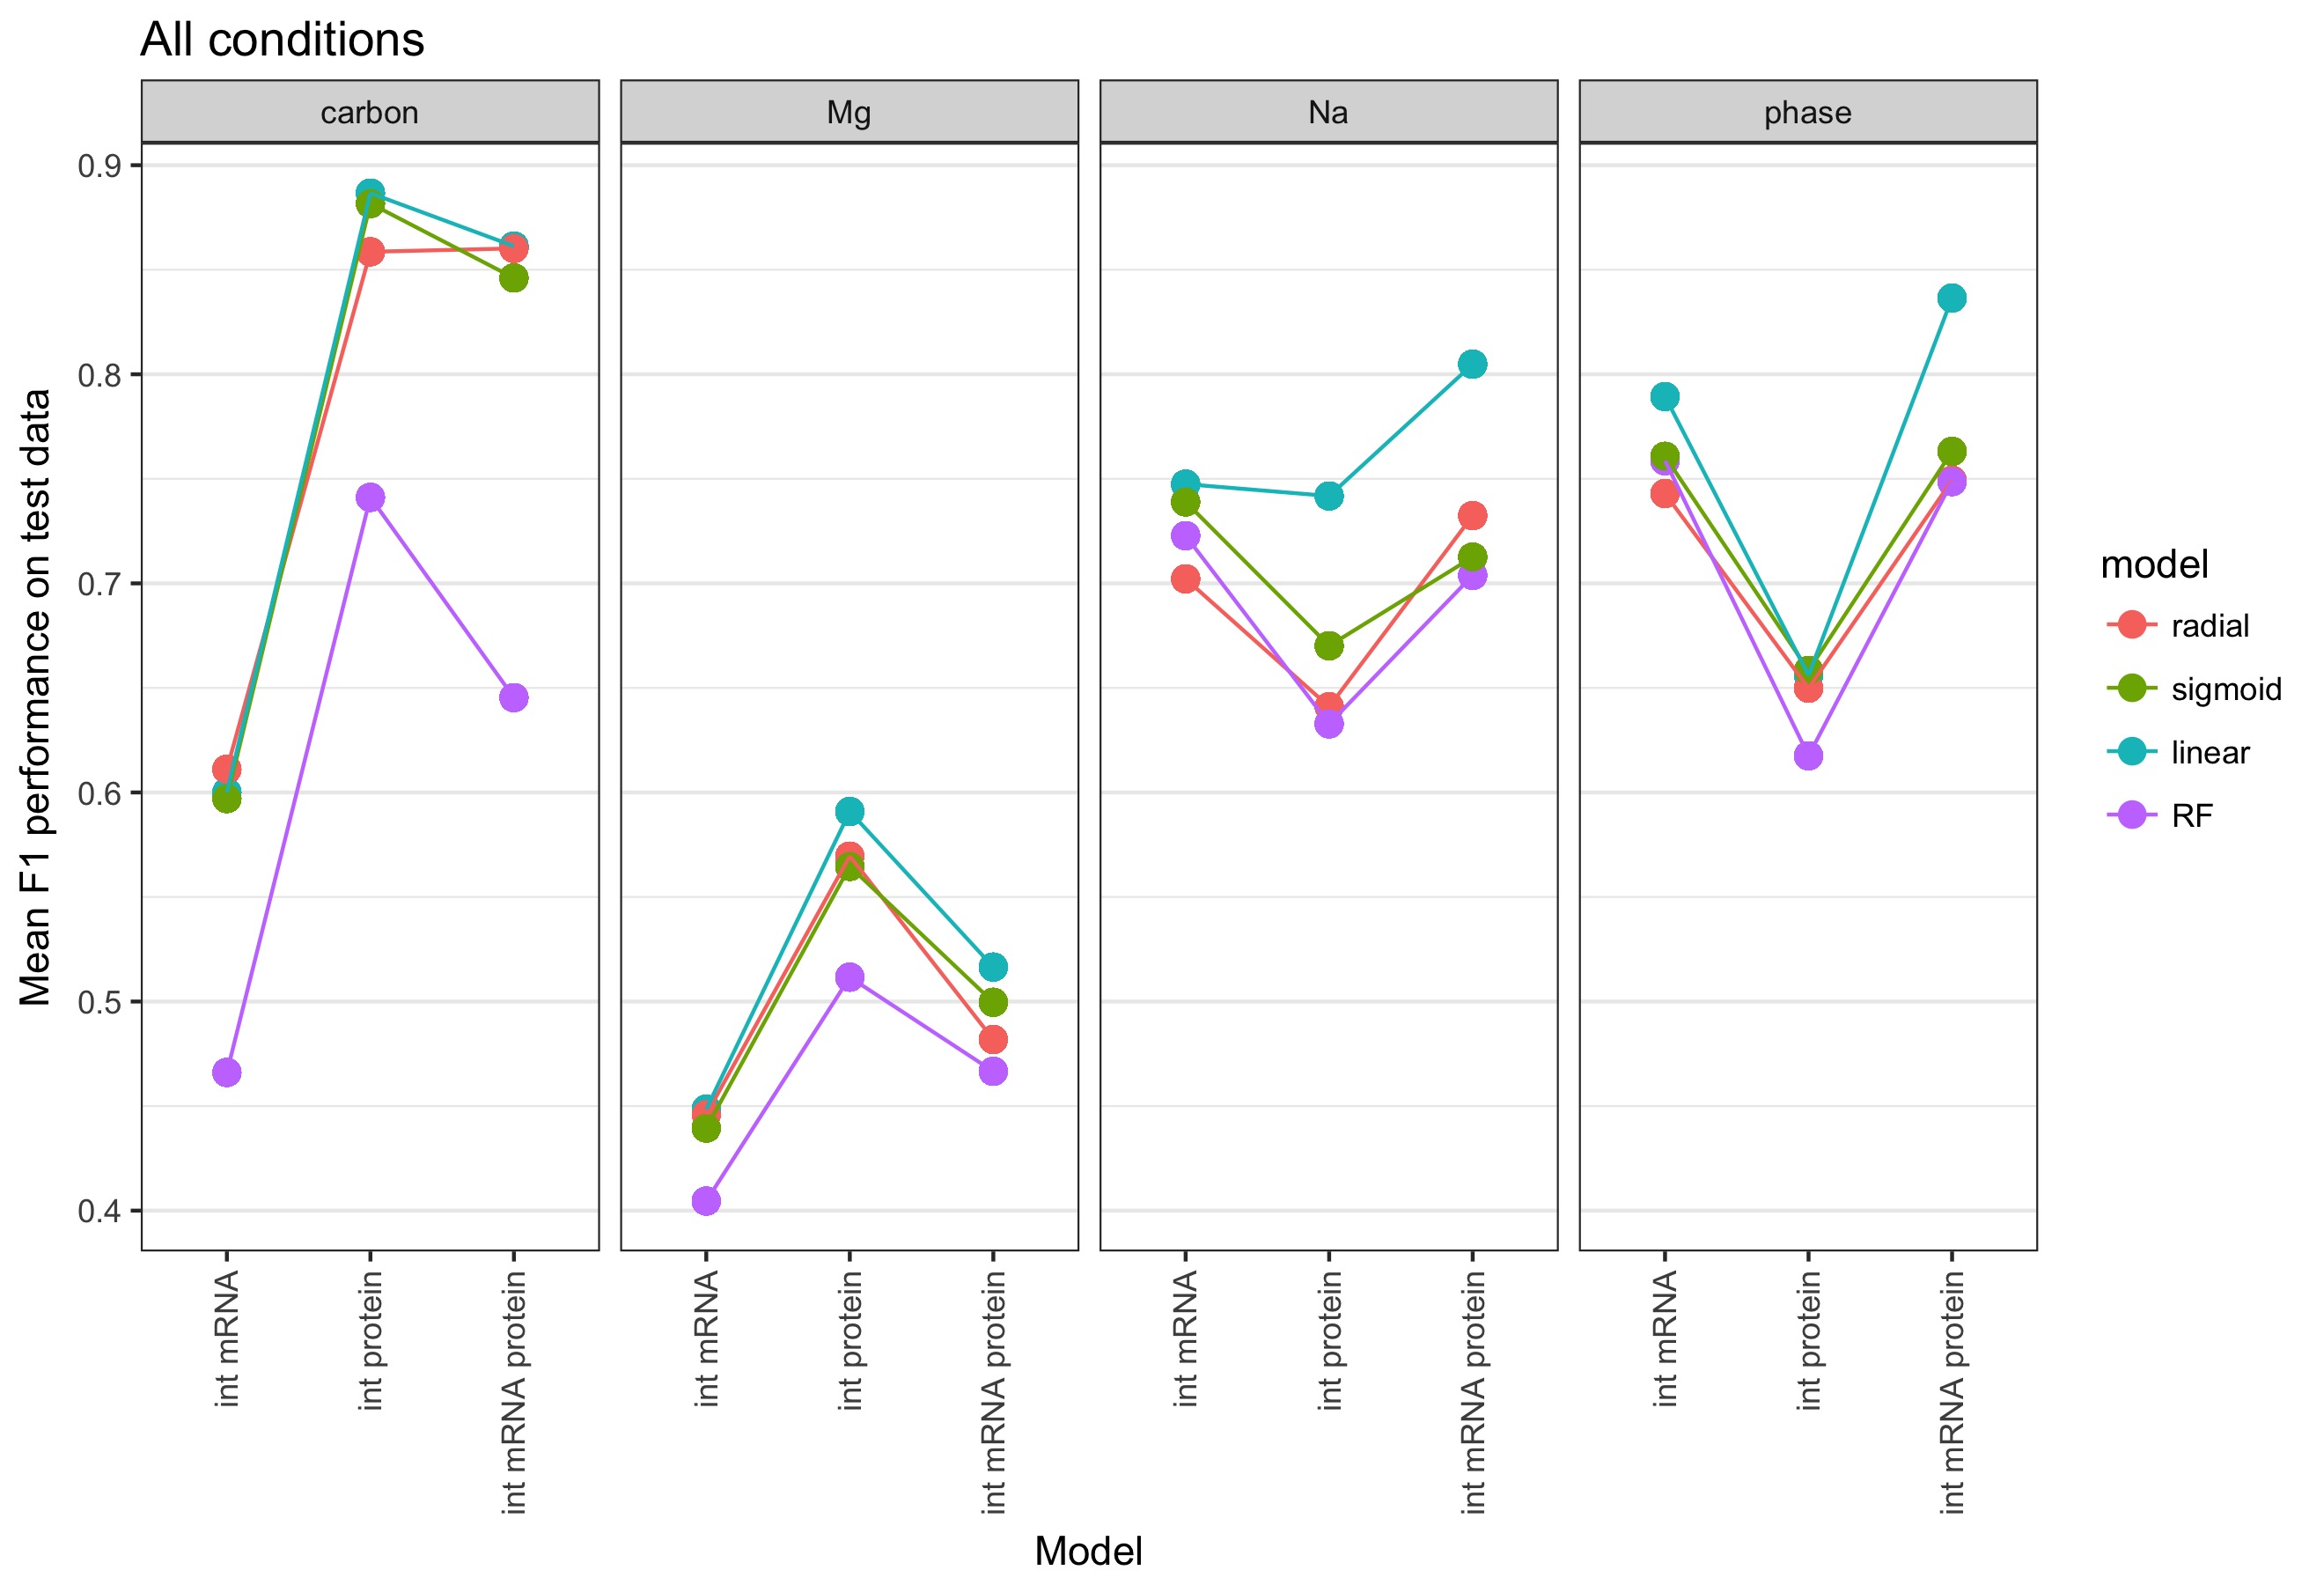 All conditions
carbon
Mg
Na
phase
Mean F1 performance on test data
0.9
0.8
0.7
0.6
0.5
0.4
int mRNA
int protein
int mRNA protein
int mRNA
int protein
int mRNA protein
int mRNA
int protein
int mRNA protein
int mRNA
int protein
int mRNA protein
Model
model
radial
sigmoid
linear
RF